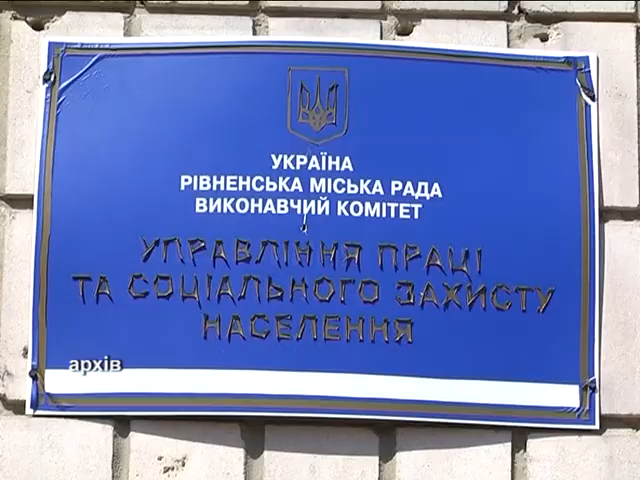 УКРАЇНА
РІВНЕНСЬКА МІСЬКА РАДА
ВИКОНАВЧИЙ КОМІТЕТ
УПРАВЛІННЯ ПРАЦІ
ТА СОЦІАЛЬНОГО ЗАХИСТУ
НАСЕЛЕННЯ
архів